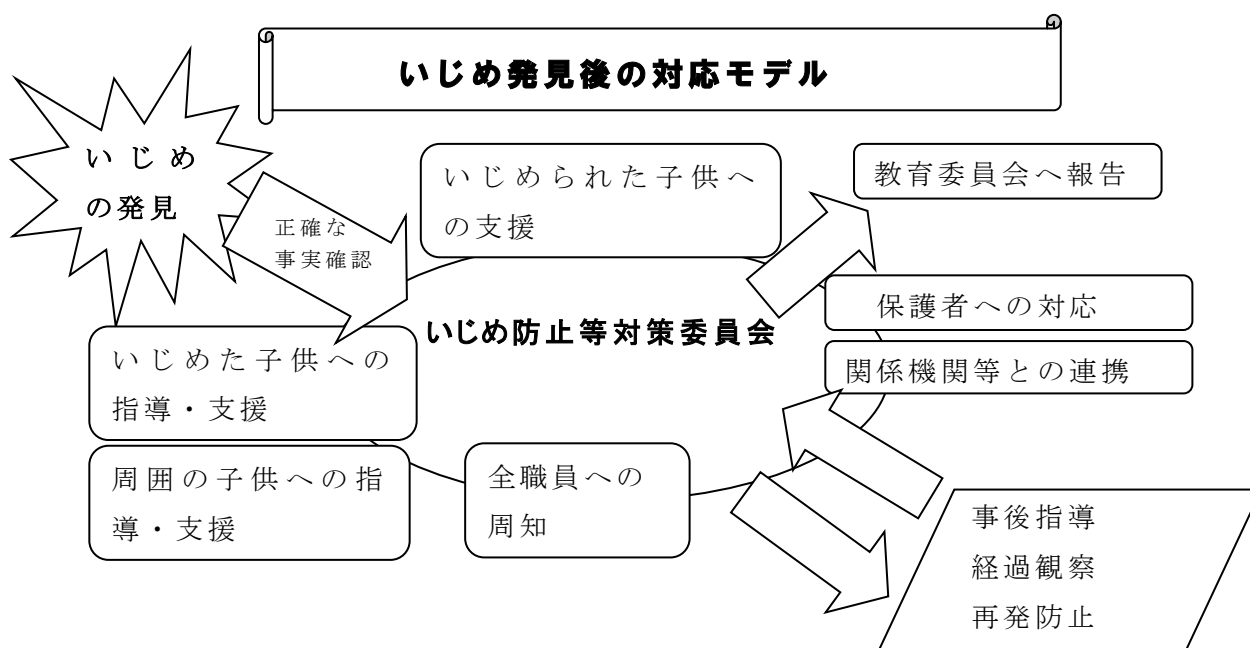 いじめ発見後の対応モデル
いじめ
の発見
正確な
事実確認
いじめられた子供へ
の支援
教育委員会へ報告
保護者への対応
関係機関等との連携
いじめ防止等対策委員会
いじめた子供への
指導・支援
周囲の子供への指
導・支援
全職員への
周知
事後指導
経過観察
再発防止